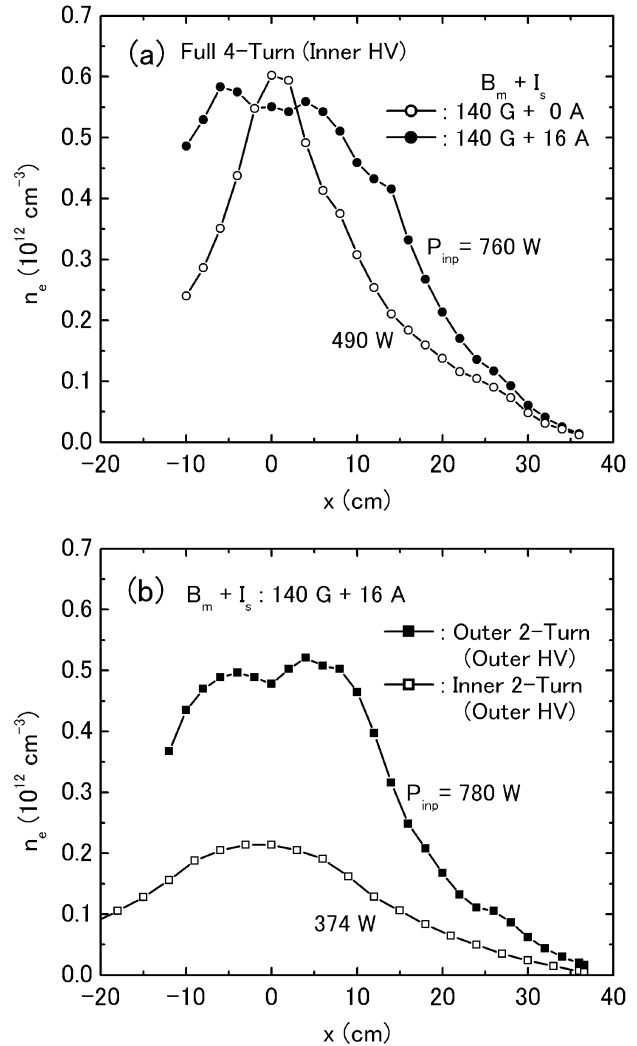 (a) Full 4-Turn (Inner HV)
Bm + Is
: 140 G + 0 A
: 140 G + 16 A
Pinp = 760 W
490 W
ne (10^12 cm^-3)
0.7
0.6
0.5
0.4
0.3
0.2
0.1
0.0
-20 -10 0 10 20 30 40
x (cm)
(b) Bm + Is : 140 G + 16 A
: Outer 2-Turn
(Outer HV)
: Inner 2-Turn
(Outer HV)
Pinp = 780 W
374 W
ne (10^12 cm^-3)
0.7
0.6
0.5
0.4
0.3
0.2
0.1
0.0
-20 -10 0 10 20 30 40
x (cm)